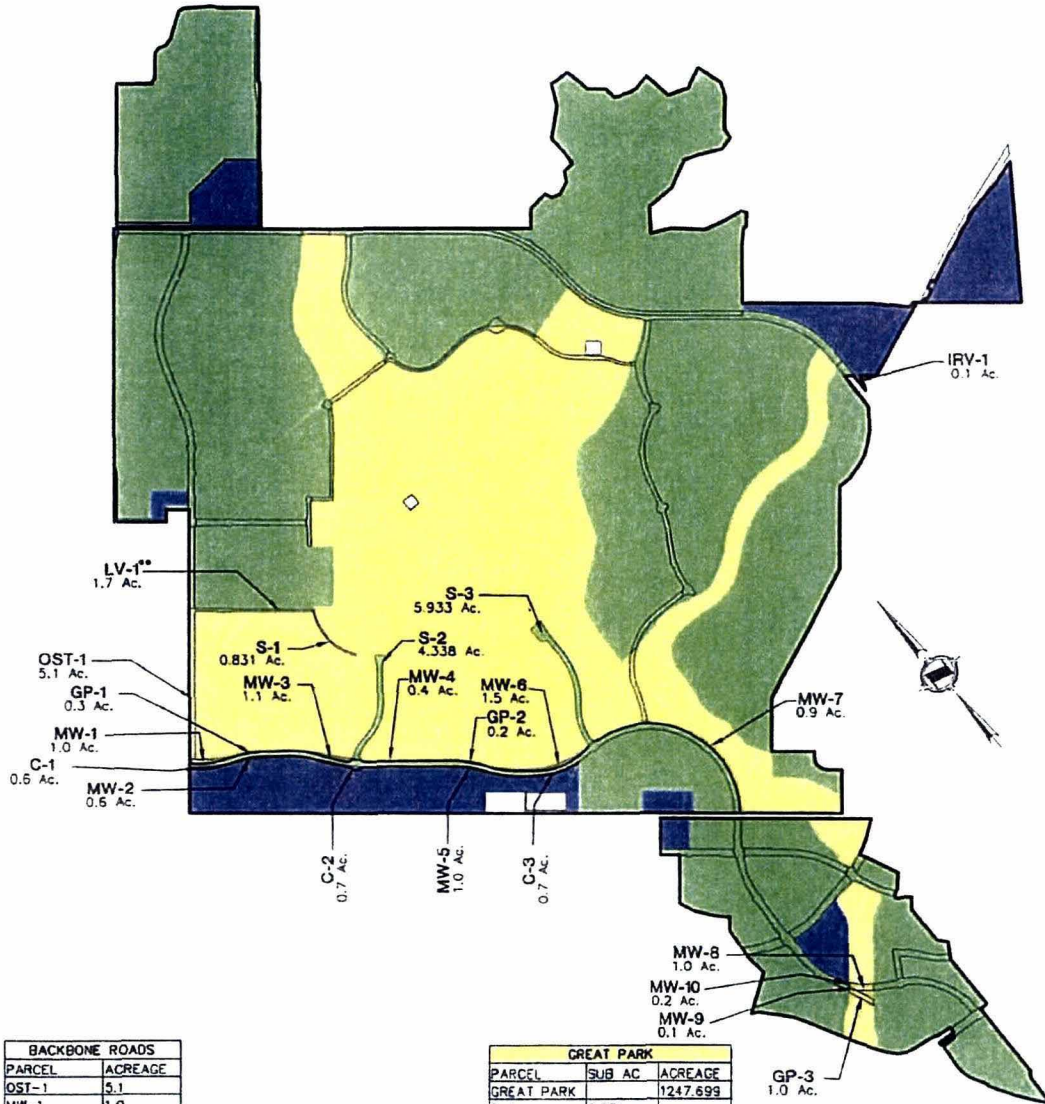 IRV-1
0.1 Ac.
LV-1**
1.7 Ac.
S-3
5.933 Ac.
S-1
0.831 Ac.
S-2
4.338 Ac.
OST-1
5.1 Ac.
GP-1
0.3 Ac.
MW-3
1.1 Ac.
MW-4
0.4 Ac.
MW-6
1.5 Ac.
GP-2
0.2 Ac.
MW-7
0.9 Ac.
MW-1
1.0 Ac.
C-1
0.6 Ac.
MW-2
0.6 Ac.
C-2
0.7 Ac.
MW-5
1.0 Ac.
C-3
0.7 Ac.
MW-8
1.0 Ac.
MW-10
0.2 Ac.
MW-9
0.1 Ac.
GP-3
1.0 Ac.
BACKBONE ROADS
PARCEL ACREAGE
OST-1 5.1
GREAT PARK
PARCEL SUB AC ACREAGE
GREAT PARK 1247.699